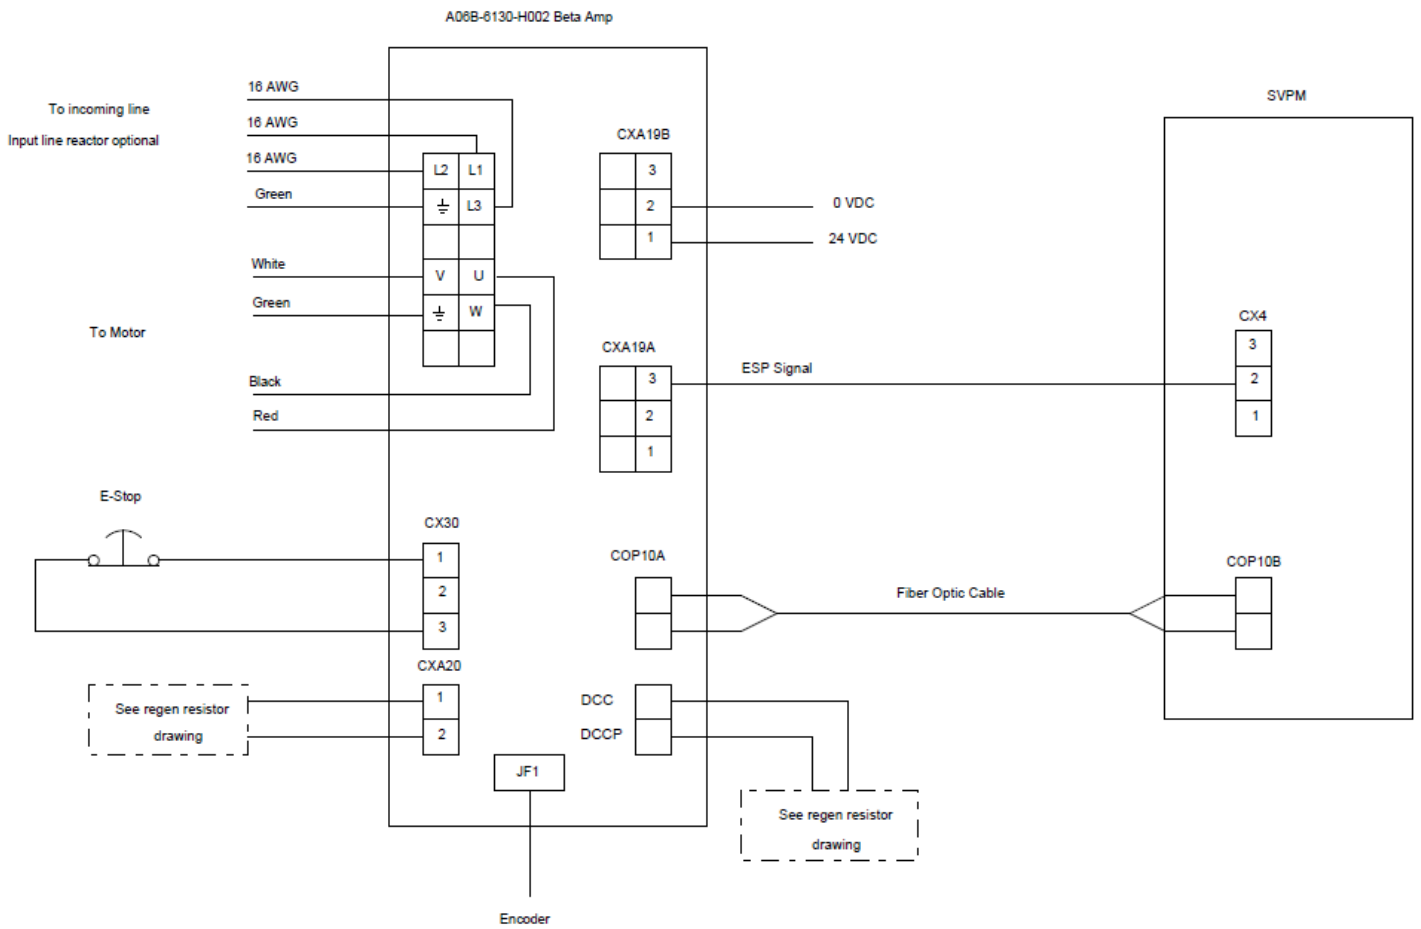 A06B-6130-H002 Beta Amp
16 AWG
To incoming line
16 AWG
Input line reactor optional
16 AWG
Green
L2 L1
L3
White
V U
Green
W
To Motor
Black
Red
CXA19B
3
2
1
0 VDC
24 VDC
CXA19A
3
2
1
ESP Signal
SVPM
CX4
3
2
1
E-Stop
CX30
1
2
3
COP10A
Fiber Optic Cable
COP10B
CXA20
1
2
See regen resistor
drawing
DCC
DCCP
JF1
See regen resistor
drawing
Encoder